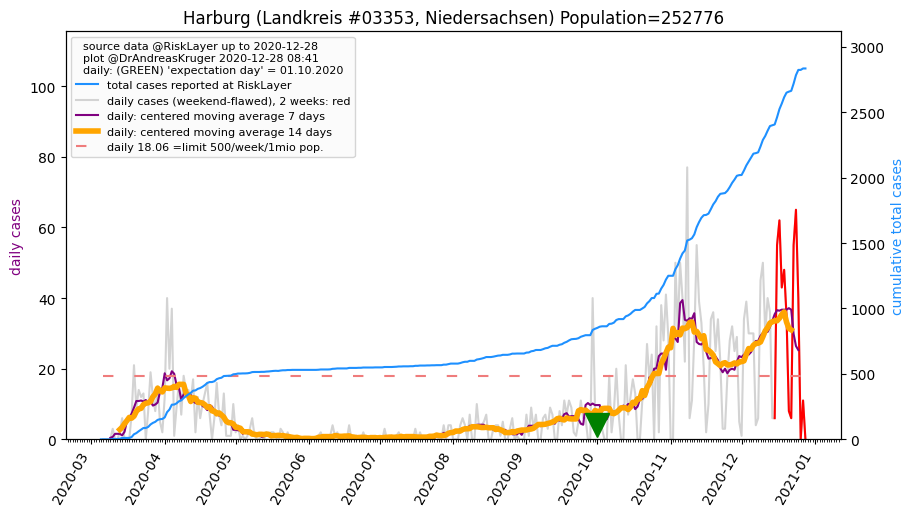 Harburg (Landkreis #03353, Niedersachsen) Population=252776
source data @RiskLayer up to 2020-12-28
plot @DrAndreasKruger 2020-12-28 08:41
daily: (GREEN) 'expectation day' = 01.10.2020
total cases reported at RiskLayer
daily cases (weekend-flawed), 2 weeks: red
daily: centered moving average 7 days
daily: centered moving average 14 days
daily 18.06 =limit 500/week/1mio pop.
daily cases
100
80
60
40
20
0
cumulative total cases
3000
2500
2000
1500
1000
500
0
2020-03
2020-04
2020-05
2020-06
2020-07
2020-08
2020-09
2020-10
2020-11
2020-12
2021-01